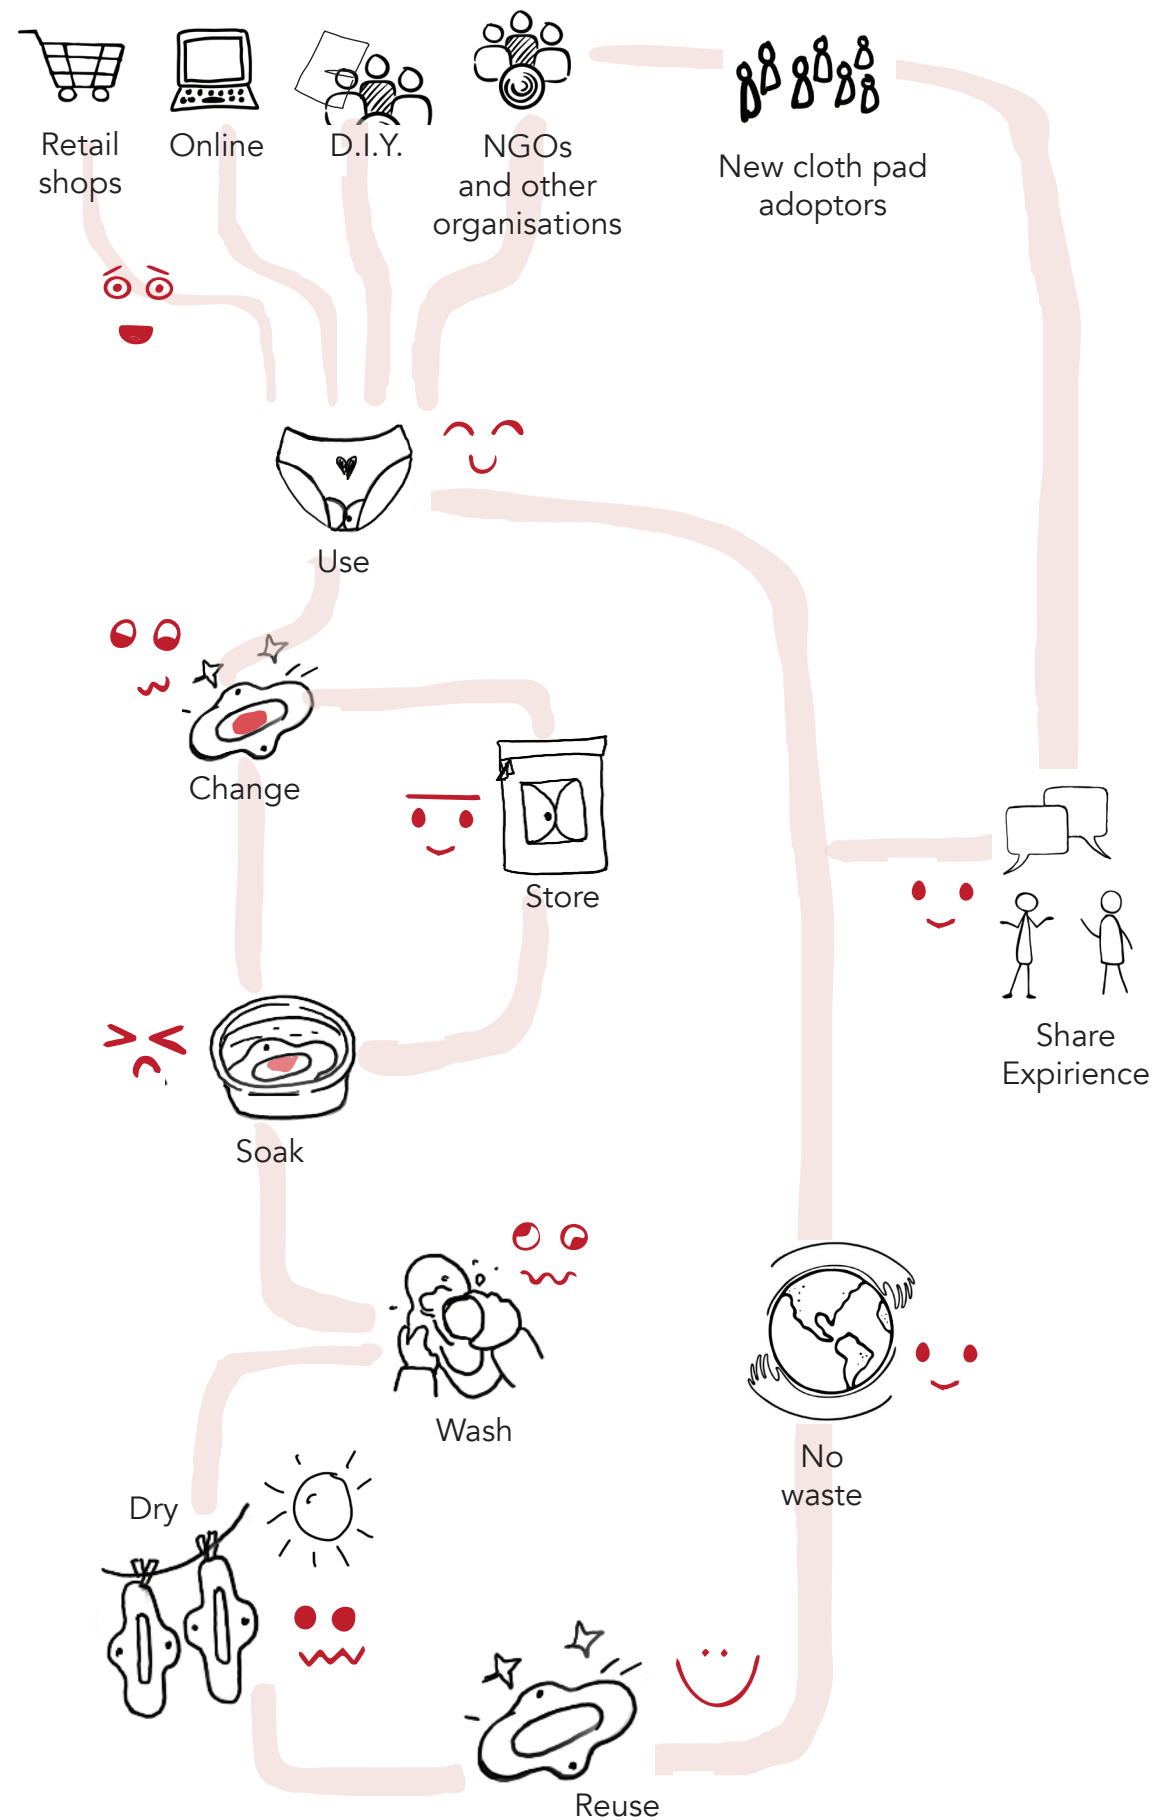 Retail
shops
Online
D.I.Y.
NGOs
and other
organisations
New cloth pad
adoptors
Use
Change
Store
Share
Expirience
Soak
Wash
No
waste
Dry
Reuse